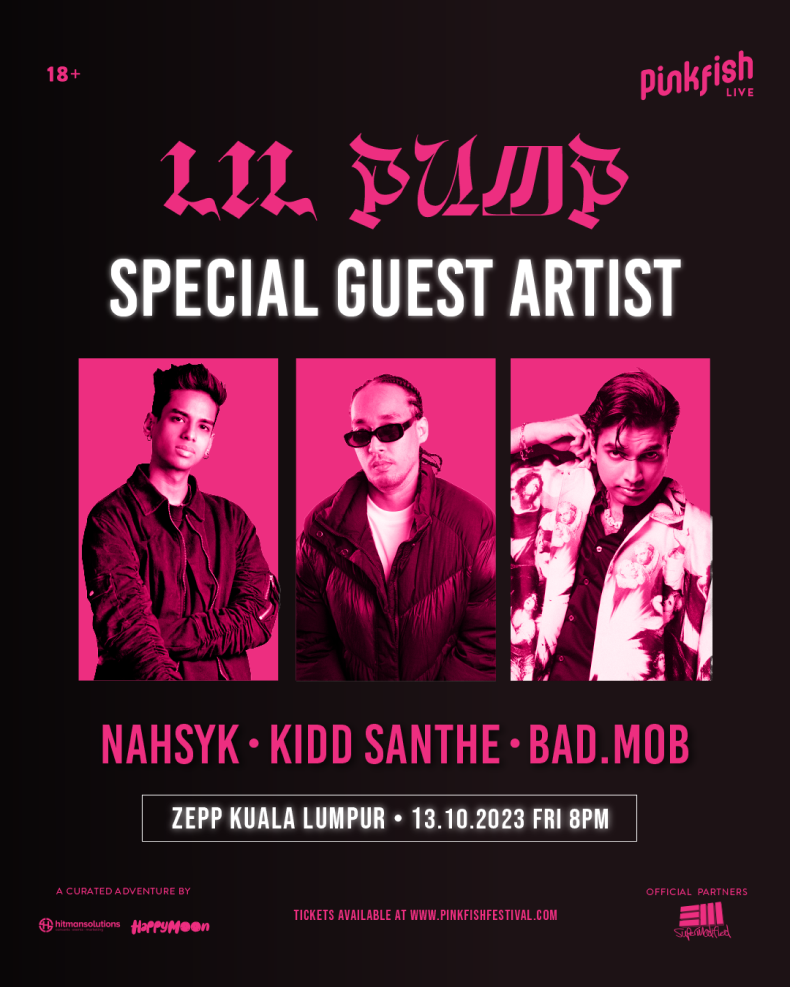 18+
pinkfish
LIVE
LIL PUMP
SPECIAL GUEST ARTIST
NAHSYK • KIDD SANTHE • BAD.MOB
ZEPP KUALA LUMPUR • 13.10.2023 FRI 8PM
A CURATED ADVENTURE BY
hitmansolutions
HAPPYMOON
TICKETS AVAILABLE AT WWW.PINKFISHFESTIVAL.COM
OFFICIAL PARTNERS
SuperModified